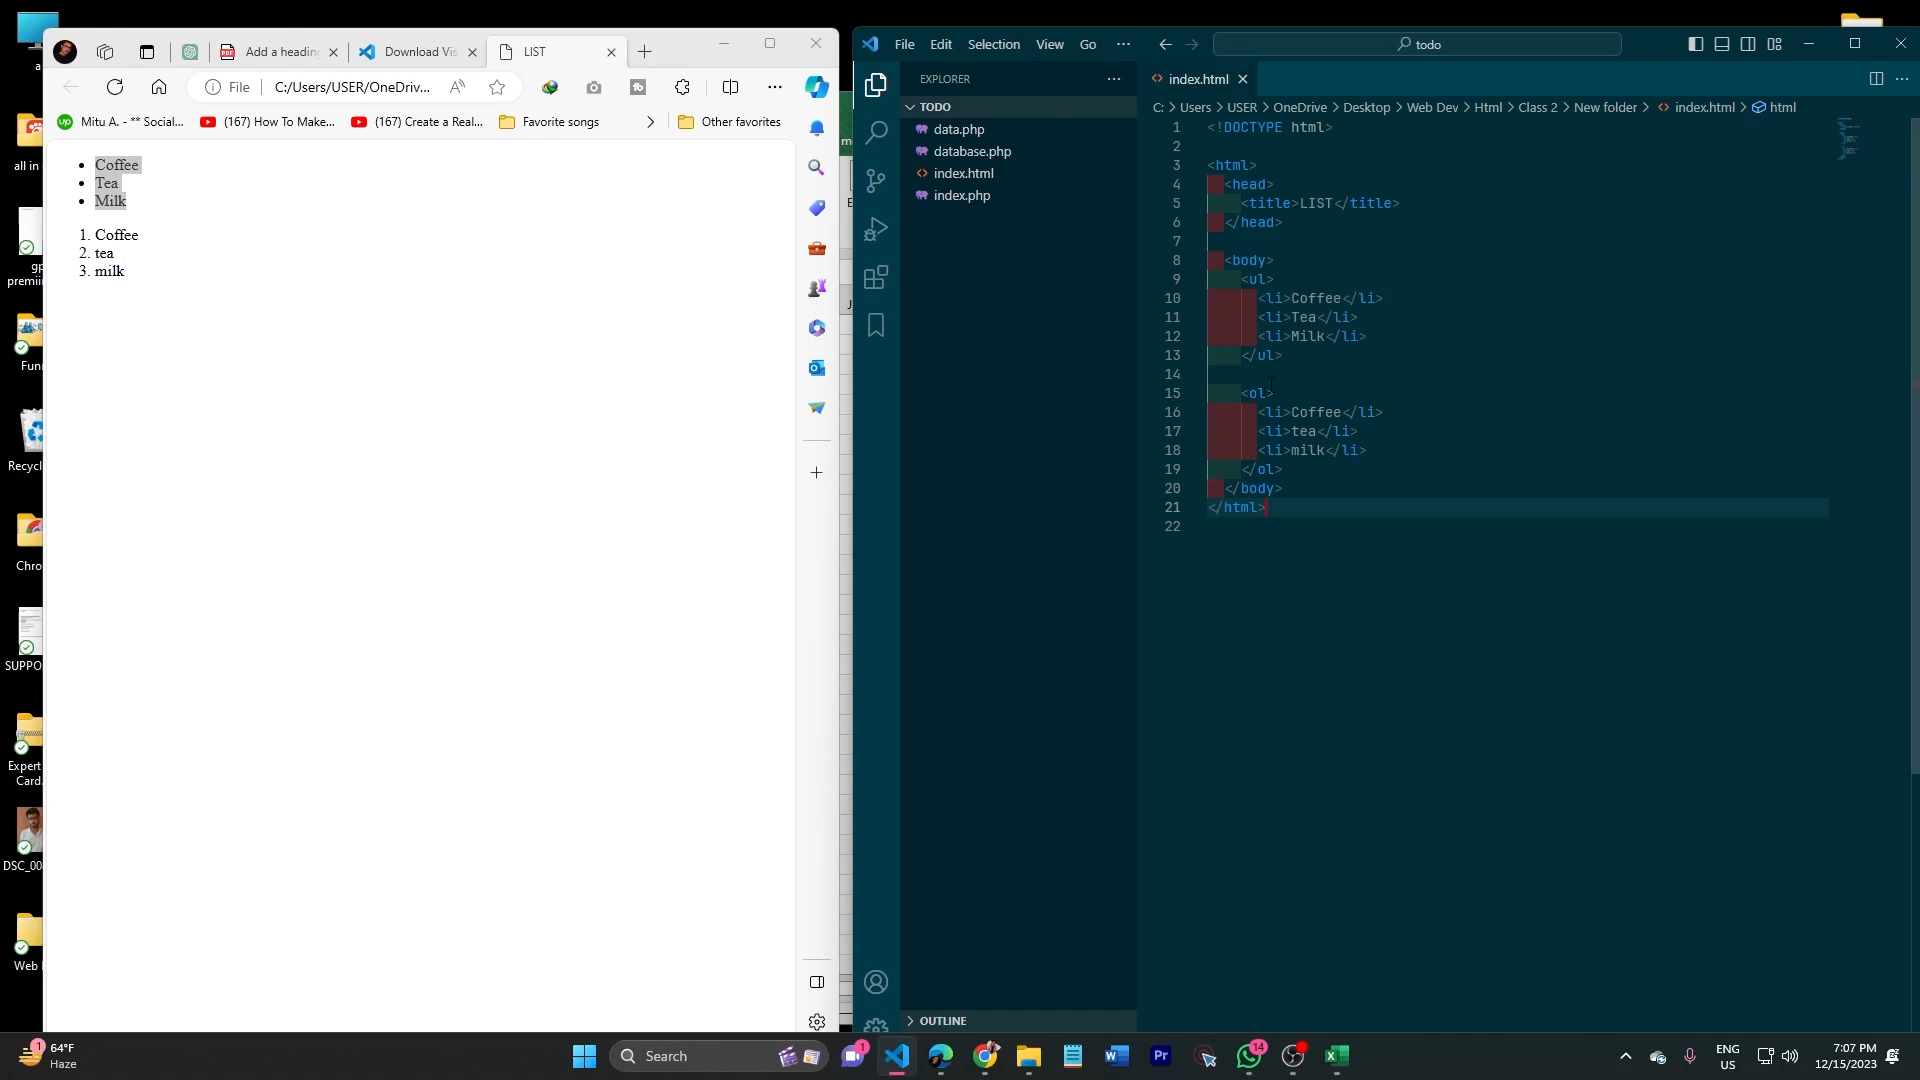 Add a heading
Download Vis
LIST
File
C:/Users/USER/OneDriv...
Mitu A. - ** Social...
(167) How To Make...
(167) Create a Real...
Favorite songs
Other favorites
• Coffee
• Tea
• Milk
1. Coffee
2. tea
3. milk
all in
premiu
Fun
Recycl
Chro
SUPPO
Expert
Card.
DSC_00
Web
File
Edit
Selection
View
Go
todo
EXPLORER
TODO
data.php
database.php
index.html
index.php
OUTLINE
index.html
C: > Users > USER > OneDrive > Desktop > Web Dev > Html > Class 2 > New folder > index.html > html
1 <!DOCTYPE html>
2
3 <html>
4 <head>
5 <title>LIST</title>
6 </head>
7
8 <body>
9 <ul>
10 <li>Coffee</li>
11 <li>Tea</li>
12 <li>Milk</li>
13 </ul>
14
15 <ol>
16 <li>Coffee</li>
17 <li>tea</li>
18 <li>milk</li>
19 </ol>
20 </body>
21 </html>
22
1
64°F
Haze
Search
1
14
ENG
US
7:07 PM
12/15/2023